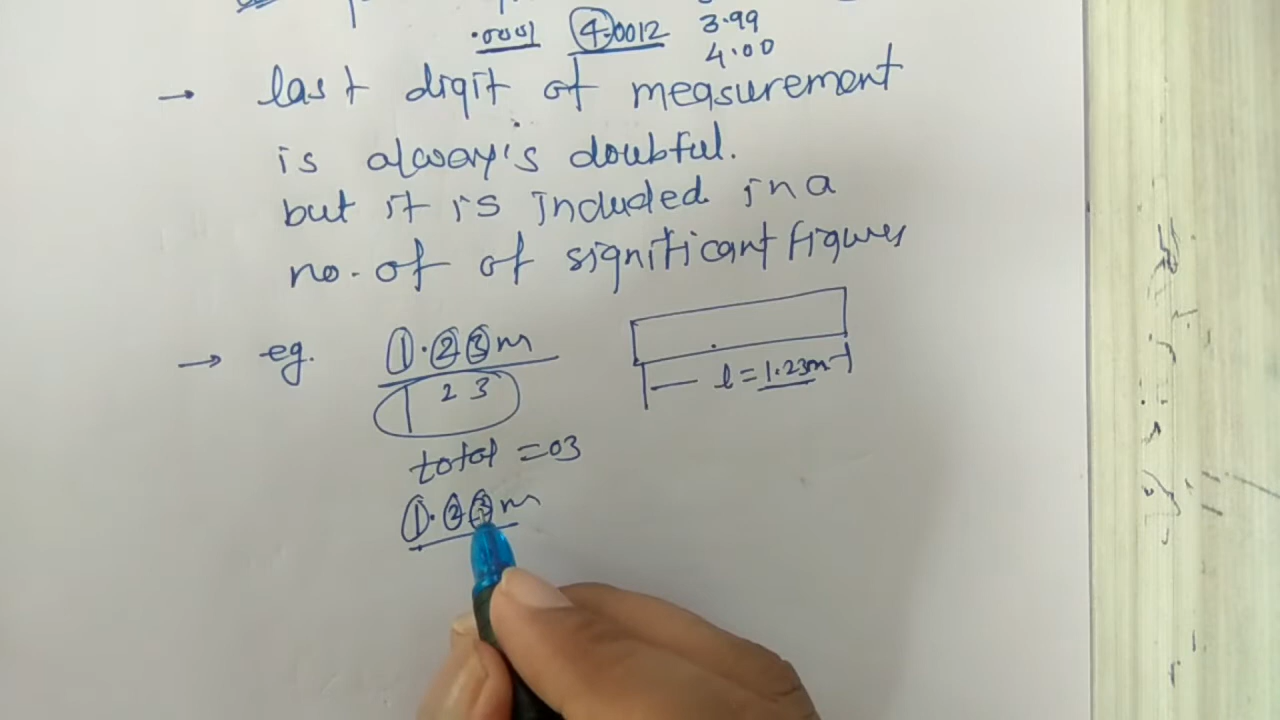 .0001 4.0012 3.99
4.00
→ last digit of measurement
is alway's doubtful.
but it is included in a
no. of of significant figures
→ eg. 1.23m
1 2 3
l = 1.23m
total = 03
1.23m